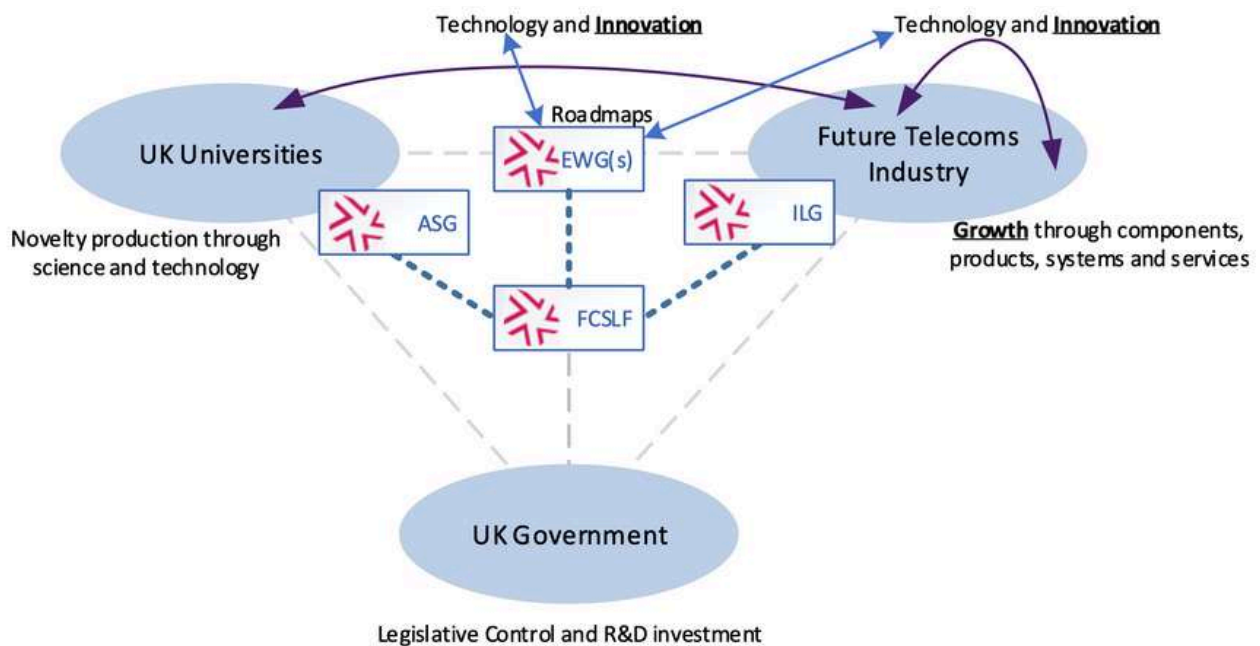 Technology and Innovation
Technology and Innovation
Roadmaps
UK Universities
EWG(s)
Future Telecoms
Industry
ASG
ILG
Novelty production through
science and technology
Growth through components,
products, systems and services
FCSLF
UK Government
Legislative Control and R&D investment